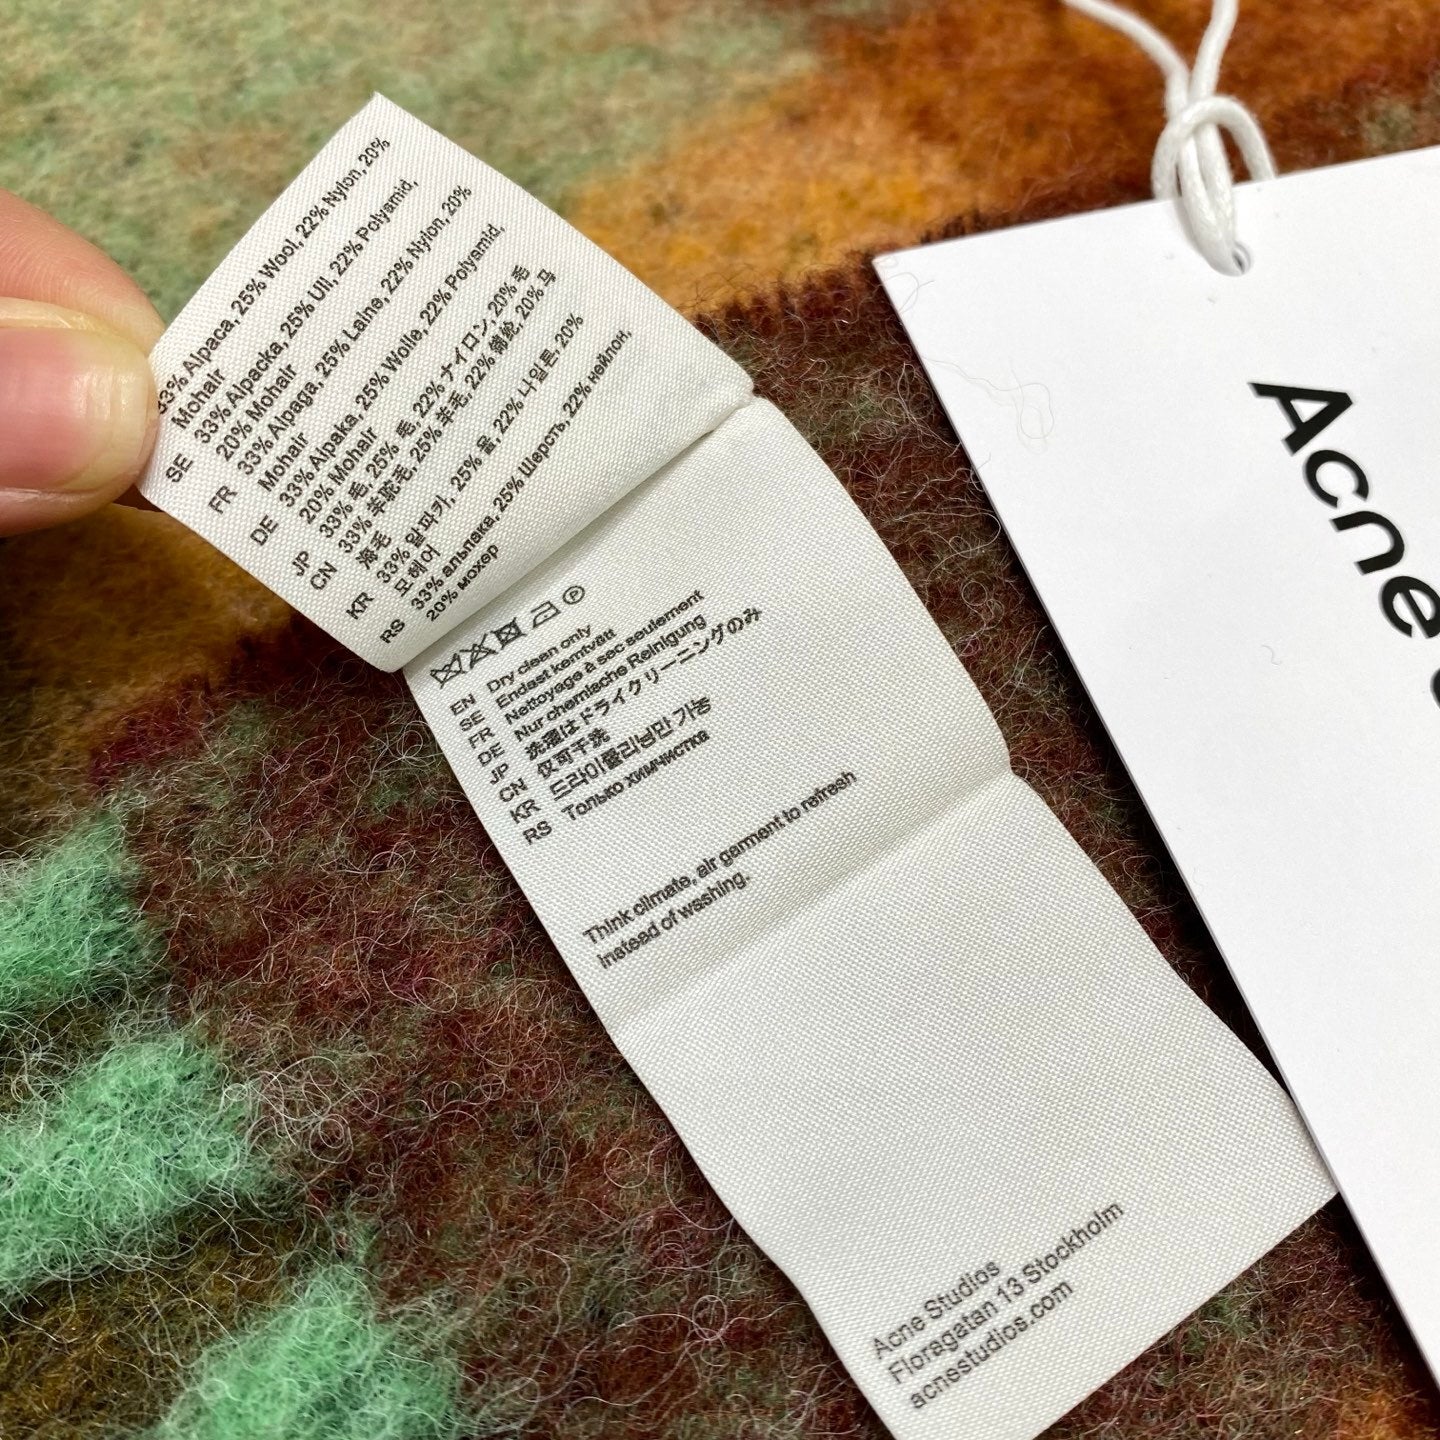 33% Alpaca, 25% Wool, 22% Nylon, 20%
Mohair
SE 33% Alpacka, 25% Ull, 22% Polyamid,
20% Mohair
FR 33% Alpaga, 25% Laine, 22% Nylon, 20%
Mohair
DE 33% Alpaka, 25% Wolle, 22% Polyamid,
20% Mohair
JP 33% 毛, 25% 毛, 22% ナイロン, 20% 毛
CN 33% 羊驼毛, 25% 羊毛, 22% 锦纶, 20% 马
海毛
KR 33% 알파카, 25% 울, 22% 나일론, 20%
모헤어
RS 33% альпака, 25% Шерсть, 22% нейлон,
20% мохер
EN Dry clean only
SE Endast kemtvätt
FR Nettoyage à sec seulement
DE Nur chemische Reinigung
JP 洗濯はドライクリーニングのみ
CN 仅可干洗
KR 드라이클리닝만 가능
RS Только химчистка
Think climate, air garment to refresh
instead of washing.
Acne Studios
Floragatan 13 Stockholm
acnestudios.com
Acne